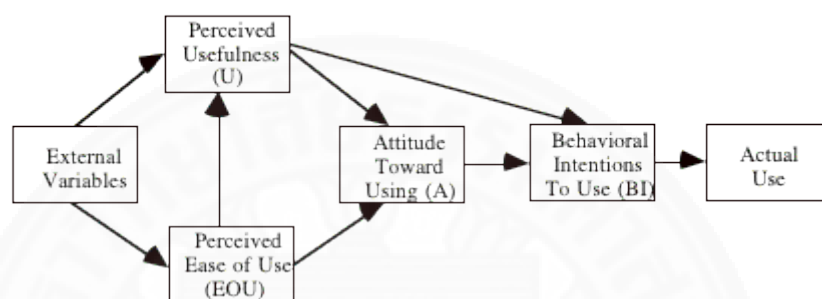 Perceived
Usefulness
(U)
External
Variables
Attitude
Toward
Using (A)
Behavioral
Intentions
To Use (BI)
Actual
Use
Perceived
Ease of Use
(EOU)